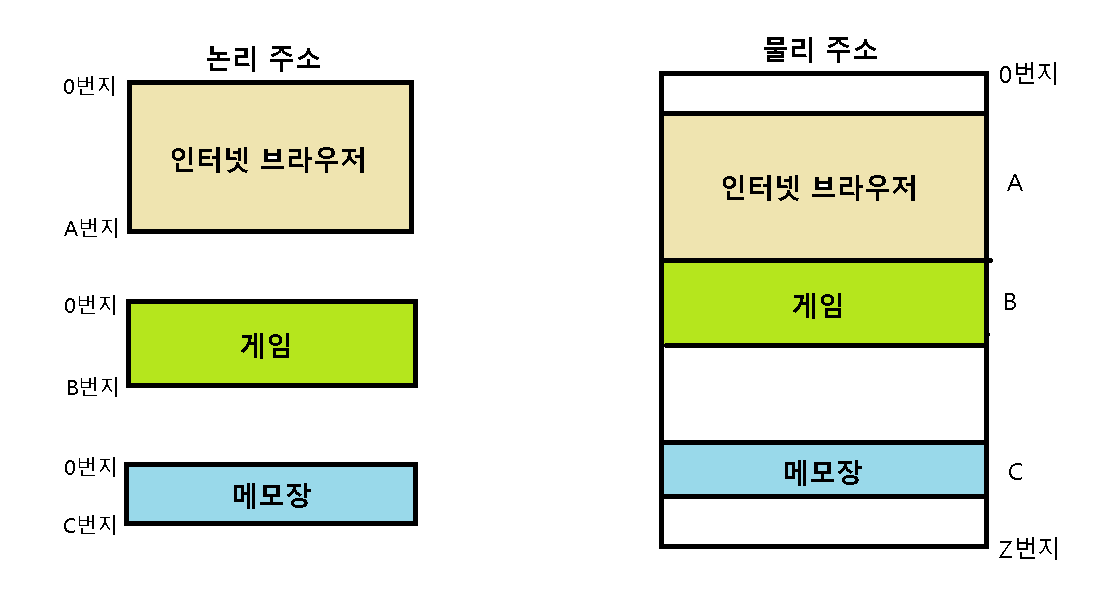 논리 주소
0번지
인터넷 브라우저
A번지
0번지
게임
B번지
0번지
메모장
C번지
물리 주소
0번지
인터넷 브라우저
A
게임
B
메모장
C
Z번지